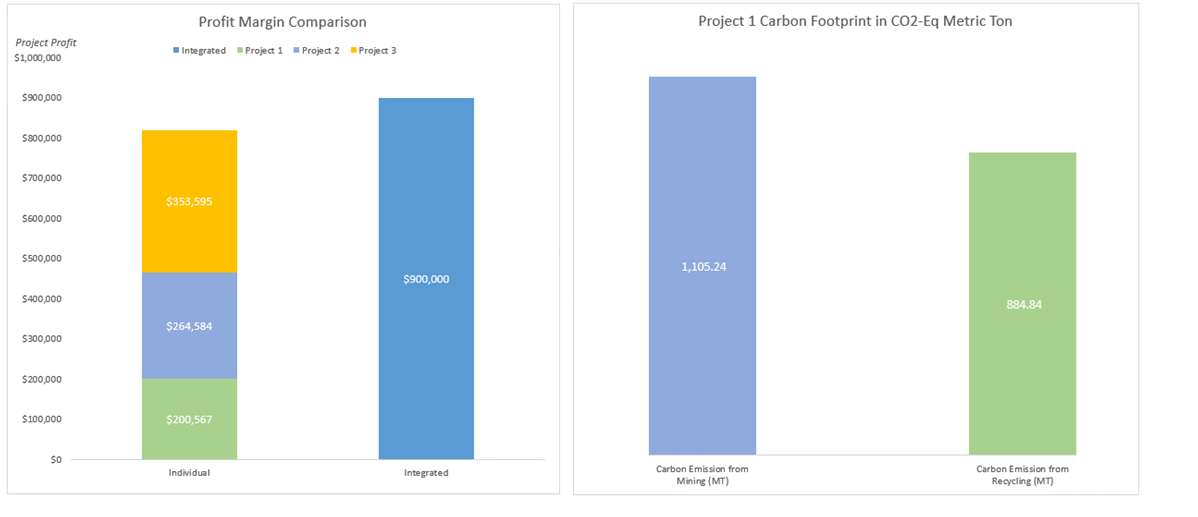 Profit Margin Comparison
Project Profit
Integrated Project 1 Project 2 Project 3
$1,000,000
$900,000
$800,000
$700,000
$600,000
$500,000
$400,000
$300,000
$200,000
$100,000
$0
$353,595
$264,584
$200,567
$900,000
Individual
Integrated
Project 1 Carbon Footprint in CO2-Eq Metric Ton
1,105.24
884.84
Carbon Emission from
Mining (MT)
Carbon Emission from
Recycling (MT)